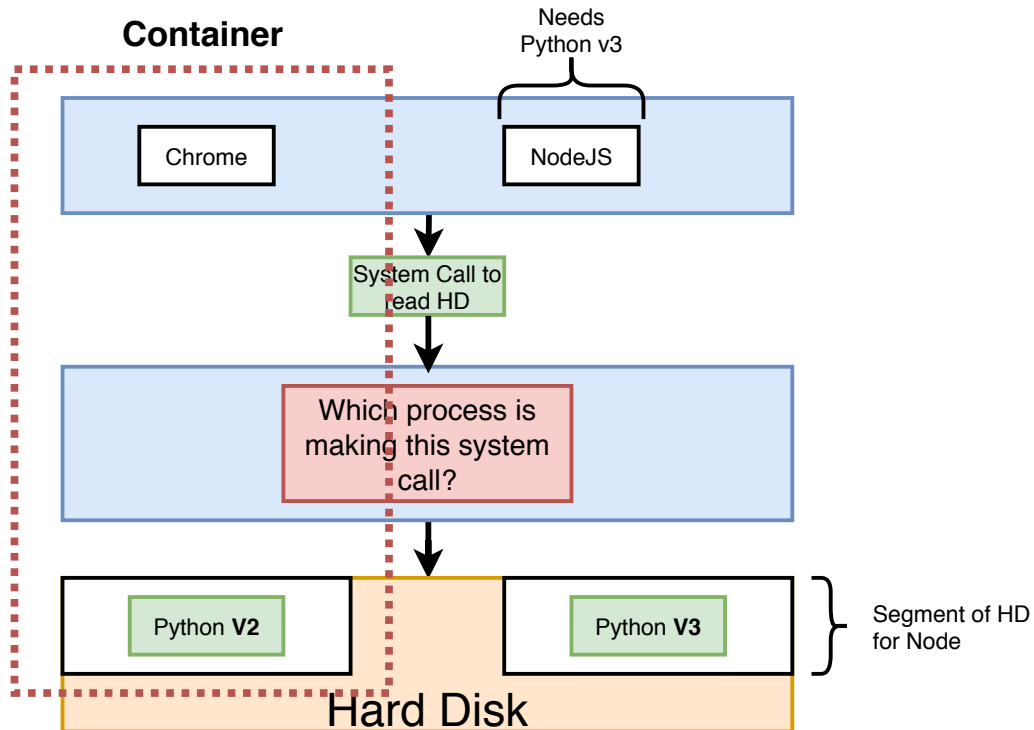 Needs
Python v3
Container
Chrome
NodeJS
System Call to
read HD
Which process is
making this system
call?
Python V2
Python V3
Segment of HD
for Node
Hard Disk